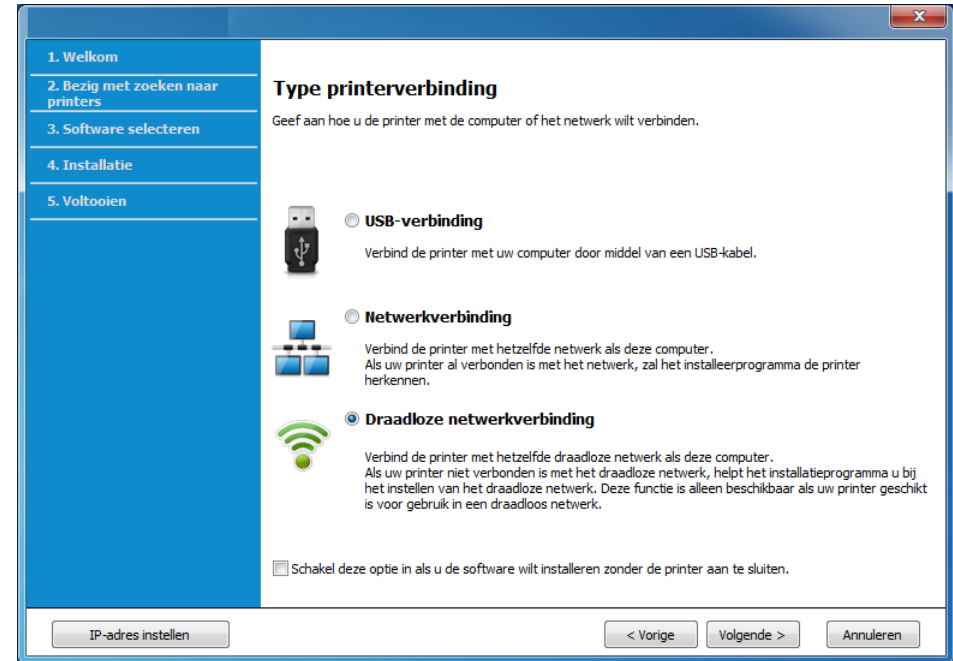 1. Welkom
2. Bezig met zoeken naar
printers
3. Software selecteren
4. Installatie
5. Voltooien
Type printerverbinding
Geef aan hoe u de printer met de computer of het netwerk wilt verbinden.
USB-verbinding
Verbind de printer met uw computer door middel van een USB-kabel.
Netwerkverbinding
Verbind de printer met hetzelfde netwerk als deze computer.
Als uw printer al verbonden is met het netwerk, zal het installeerprogramma de printer
herkennen.
Draadloze netwerkverbinding
Verbind de printer met hetzelfde draadloze netwerk als deze computer.
Als uw printer niet verbonden is met het draadloze netwerk, helpt het installatieprogramma u bij
het instellen van het draadloze netwerk. Deze functie is alleen beschikbaar als uw printer geschikt
is voor gebruik in een draadloos netwerk.
Schakel deze optie in als u de software wilt installeren zonder de printer aan te sluiten.
IP-adres instellen
< Vorige
Volgende >
Annuleren